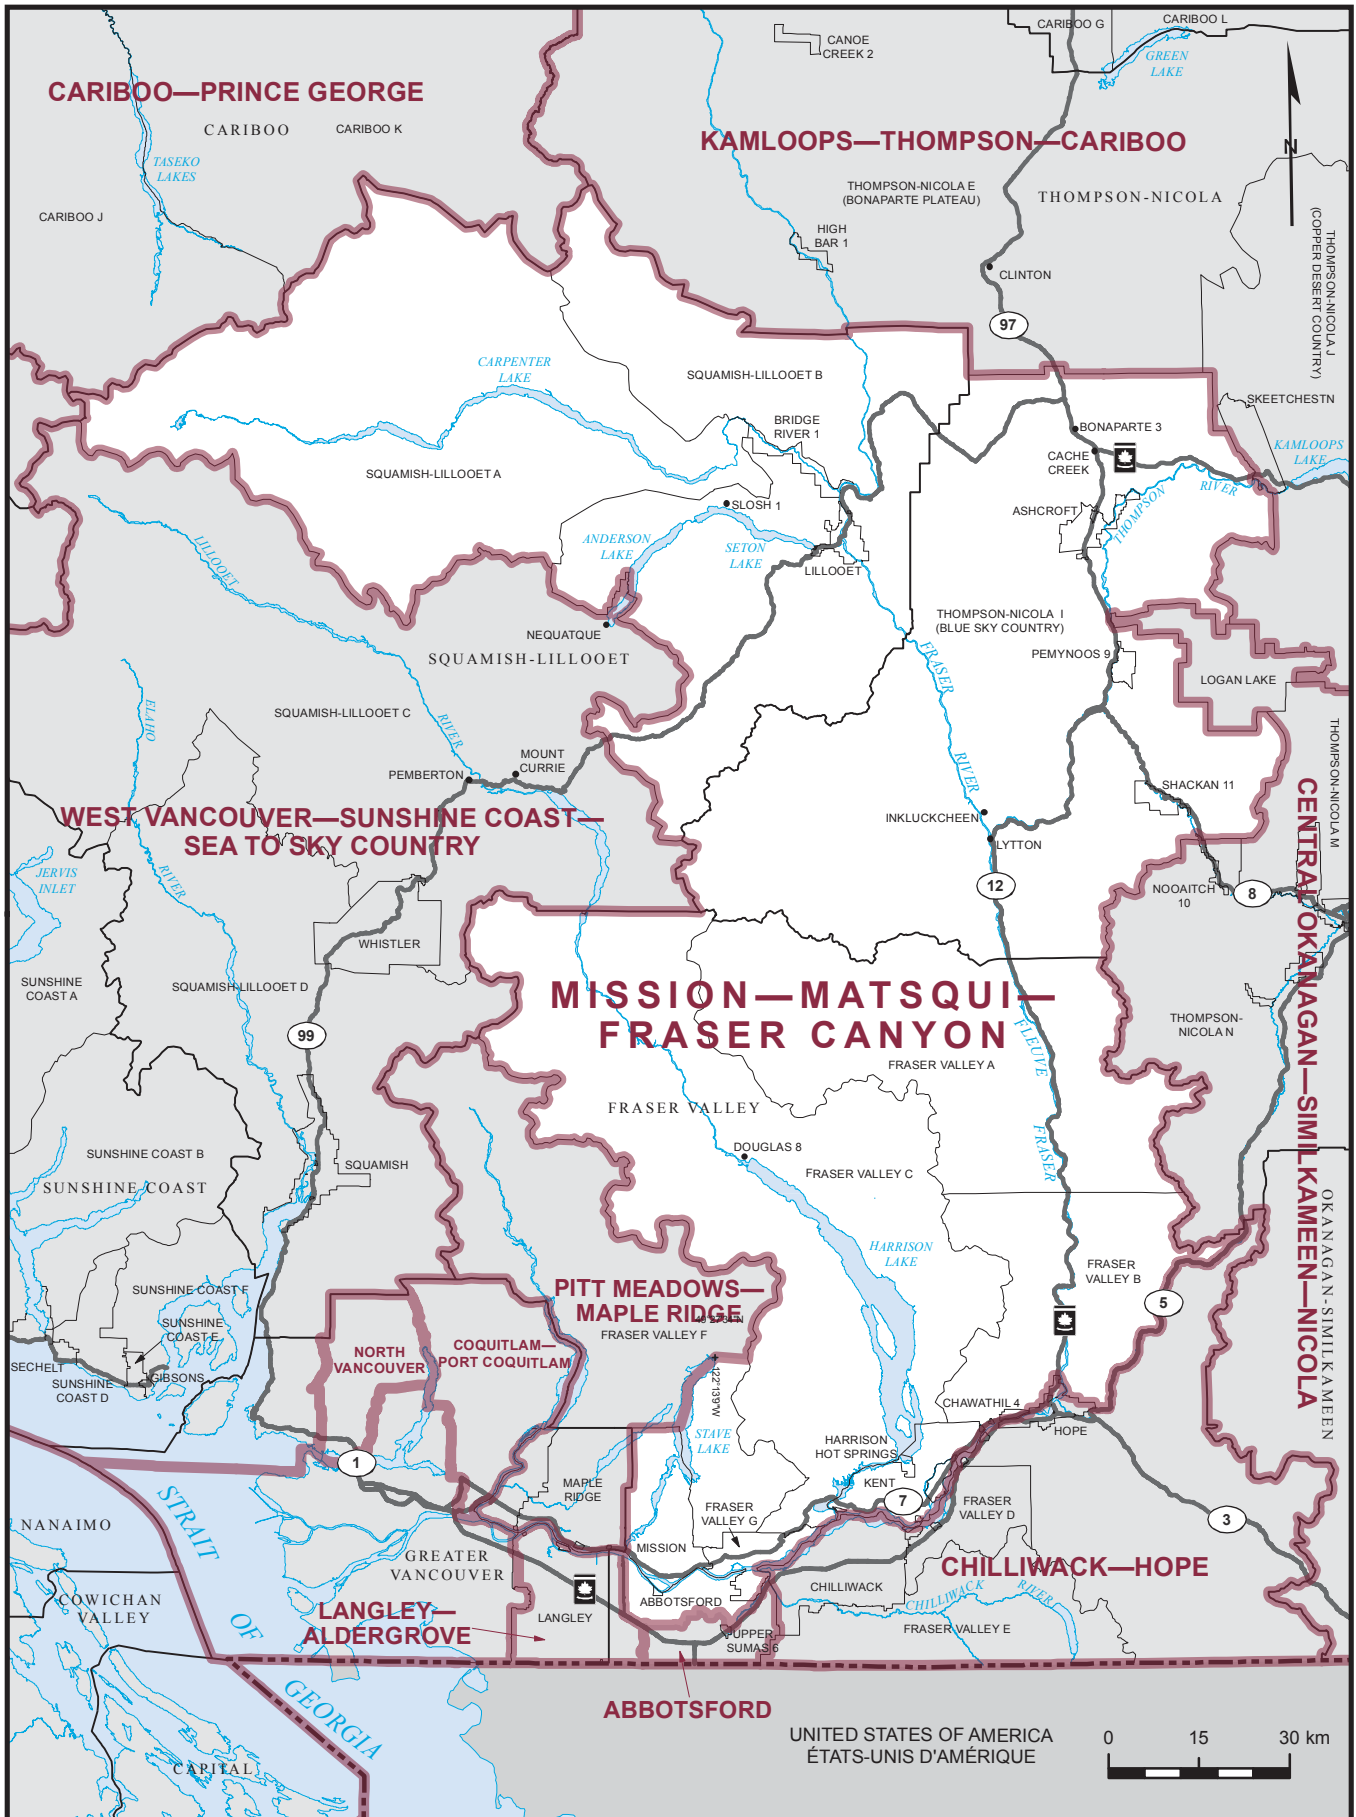 CARIBOO G
CARIBOO L
CANOE
CREEK 2
GREEN
LAKE
CARIBOO—PRINCE GEORGE
CARIBOO
CARIBOO K
KAMLOOPS—THOMPSON—CARIBOO
N
TASEKO
LAKES
THOMPSON-NICOLA E
(BONAPARTE PLATEAU)
THOMPSON-NICOLA
CARIBOO J
HIGH
BAR 1
THOMPSON-NICOLA J
(COPPER DESERT COUNTRY)
CLINTON
97
CARPENTER
LAKE
SQUAMISH-LILLOOET B
SKEETCHESTN
BRIDGE
RIVER 1
BONAPARTE 3
KAMLOOPS
LAKE
CACHE
CREEK
SQUAMISH-LILLOOET A
RIVER
THOMPSON
SLOSH 1
ASHCROFT
LILLOOET
ANDERSON
LAKE
SETON
LAKE
LILLOOET
THOMPSON-NICOLA I
(BLUE SKY COUNTRY)
NEQUATQUE
SQUAMISH-LILLOOET
FRASER
PEMYNOOS 9
LOGAN LAKE
ELAHO
SQUAMISH-LILLOOET C
RIVER
THOMPSON-NICOLA M
MOUNT
CURRIE
PEMBERTON
RIVER
SHACKAN 11
WEST VANCOUVER—SUNSHINE COAST—
SEA TO SKY COUNTRY
INKLUCKCHEEN
LYTTON
CENTRAL OKANAGAN—SIMILKAMEEN—NICOLA
JERVIS
INLET
RIVER
12
NOOAITCH
10
8
WHISTLER
SUNSHINE
COAST A
SQUAMISH-LILLOOET D
MISSION—MATSQUI—
FRASER CANYON
THOMPSON-
NICOLA N
99
FLEUVE
FRASER VALLEY A
FRASER VALLEY
FRASER
DOUGLAS 8
SUNSHINE COAST B
SQUAMISH
FRASER VALLEY C
SUNSHINE COAST
OKANAGAN-SIMILKAMEEN
HARRISON
LAKE
FRASER
VALLEY B
SUNSHINE COAST F
PITT MEADOWS—
MAPLE RIDGE
49°27'31"N
5
SUNSHINE
COAST E
FRASER VALLEY F
COQUITLAM—
PORT COQUITLAM
NORTH
VANCOUVER
SECHELT
GIBSONS
SUNSHINE
COAST D
122°13'9"W
CHAWATHIL 4
HOPE
STAVE
LAKE
HARRISON
HOT SPRINGS
1
MAPLE
RIDGE
KENT
7
FRASER
VALLEY G
FRASER
VALLEY D
3
STRAIT
NANAIMO
MISSION
GREATER
VANCOUVER
CHILLIWACK—HOPE
CHILLIWACK
CHILLIWACK
RIVER
COWICHAN
VALLEY
LANGLEY—
ALDERGROVE
LANGLEY
ABBOTSFORD
OF
UPPER
SUMAS 6
FRASER VALLEY E
GEORGIA
ABBOTSFORD
UNITED STATES OF AMERICA
ÉTATS-UNIS D'AMÉRIQUE
0 15 30 km
CAPITAL